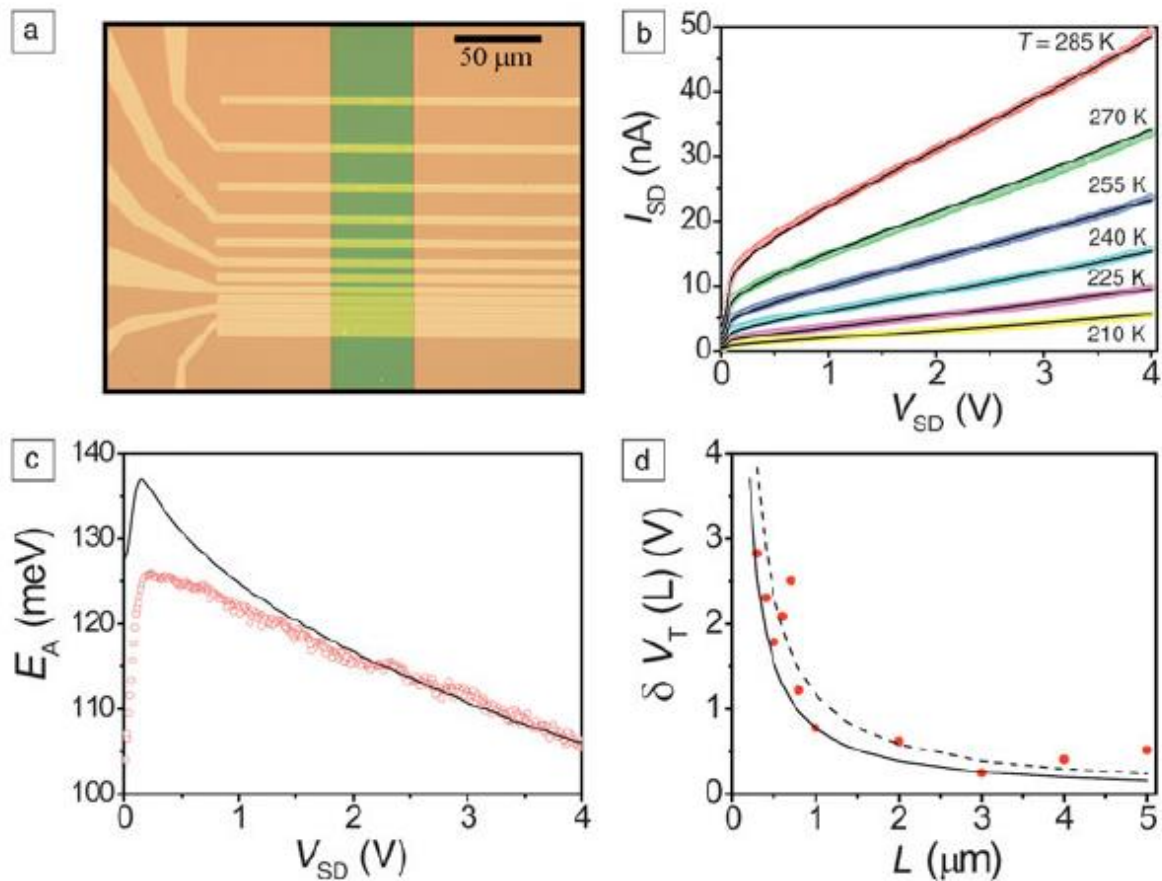 a
50 μm
b
I_SD (nA)
50
40
30
20
10
0
T = 285 K
270 K
255 K
240 K
225 K
210 K
0 1 2 3 4
V_SD (V)
c
E_A (meV)
140
130
120
110
100
0 1 2 3 4
V_SD (V)
d
δ V_T (L) (V)
4
3
2
1
0
0 1 2 3 4 5
L (μm)